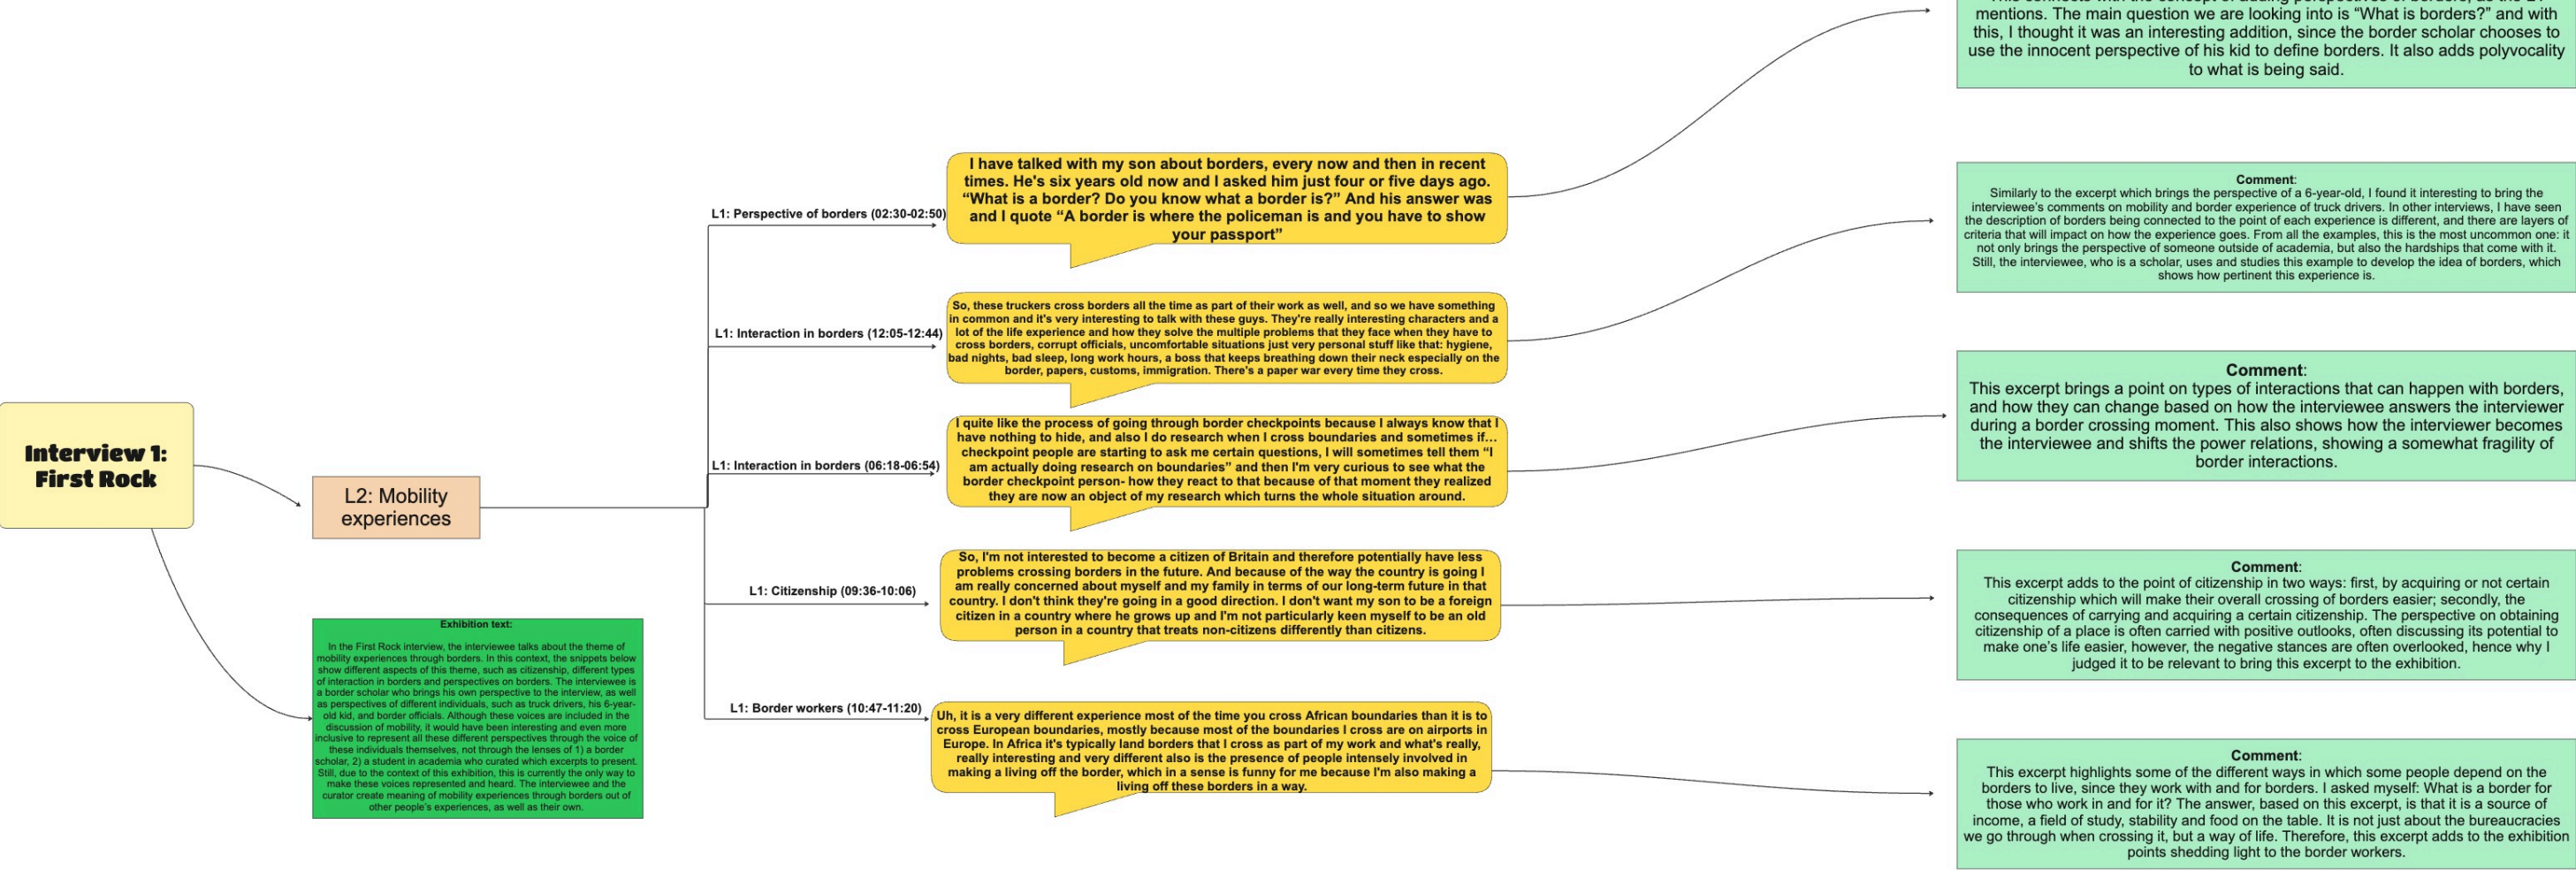 Interview 1:
First Rock
L2: Mobility
experiences
Exhibition text:
In the First Rock interview, the interviewee talks about the theme of
mobility experiences through borders. In this context, the snippets below
show different aspects of this theme, such as citizenship, different types
of interaction in borders and perspectives on borders. The interviewee is
a border scholar who brings his own perspective to the interview, as well
as perspectives of different individuals, such as truck drivers, his 6-year-
old kid, and border officials. Although these voices are included in the
discussion of mobility, it would have been interesting and even more
inclusive to represent all these different perspectives through the voice of
these individuals themselves, not through the lenses of 1) a border
scholar, 2) a student in academia who curated which excerpts to present.
Still, due to the context of this exhibition, this is currently the only way to
make these voices represented and heard. The interviewee and the
curator create meaning of mobility experiences through borders out of
other people's experiences, as well as their own.
L1: Perspective of borders (02:30-02:50)
I have talked with my son about borders, every now and then in recent
times. He's six years old now and I asked him just four or five days ago.
“What is a border? Do you know what a border is?” And his answer was
and I quote “A border is where the policeman is and you have to show
your passport”
mentions. The main question we are looking into is “What is borders?” and with
this, I thought it was an interesting addition, since the border scholar chooses to
use the innocent perspective of his kid to define borders. It also adds polyvocality
to what is being said.
L1: Interaction in borders (12:05-12:44)
So, these truckers cross borders all the time as part of their work as well, and so we have something
in common and it's very interesting to talk with these guys. They're really interesting characters and a
lot of the life experience and how they solve the multiple problems that they face when they have to
cross borders, corrupt officials, uncomfortable situations just very personal stuff like that: hygiene,
bad nights, bad sleep, long work hours, a boss that keeps breathing down their neck especially on the
border, papers, customs, immigration. There's a paper war every time they cross.
Comment:
Similarly to the excerpt which brings the perspective of a 6-year-old, I found it interesting to bring the
interviewee's comments on mobility and border experience of truck drivers. In other interviews, I have seen
the description of borders being connected to the point of each experience is different, and there are layers of
criteria that will impact on how the experience goes. From all the examples, this is the most uncommon one: it
not only brings the perspective of someone outside of academia, but also the hardships that come with it.
Still, the interviewee, who is a scholar, uses and studies this example to develop the idea of borders, which
shows how pertinent this experience is.
L1: Interaction in borders (06:18-06:54)
I quite like the process of going through border checkpoints because I always know that I
have nothing to hide, and also I do research when I cross boundaries and sometimes if…
checkpoint people are starting to ask me certain questions, I will sometimes tell them “I
am actually doing research on boundaries” and then I'm very curious to see what the
border checkpoint person- how they react to that because of that moment they realized
they are now an object of my research which turns the whole situation around.
Comment:
This excerpt brings a point on types of interactions that can happen with borders,
and how they can change based on how the interviewee answers the interviewer
during a border crossing moment. This also shows how the interviewer becomes
the interviewee and shifts the power relations, showing a somewhat fragility of
border interactions.
L1: Citizenship (09:36-10:06)
So, I'm not interested to become a citizen of Britain and therefore potentially have less
problems crossing borders in the future. And because of the way the country is going I
am really concerned about myself and my family in terms of our long-term future in that
country. I don't think they're going in a good direction. I don't want my son to be a foreign
citizen in a country where he grows up and I'm not particularly keen myself to be an old
person in a country that treats non-citizens differently than citizens.
Comment:
This excerpt adds to the point of citizenship in two ways: first, by acquiring or not certain
citizenship which will make their overall crossing of borders easier; secondly, the
consequences of carrying and acquiring a certain citizenship. The perspective on obtaining
citizenship of a place is often carried with positive outlooks, often discussing its potential to
make one's life easier, however, the negative stances are often overlooked, hence why I
judged it to be relevant to bring this excerpt to the exhibition.
L1: Border workers (10:47-11:20)
Uh, it is a very different experience most of the time you cross African boundaries than it is to
cross European boundaries, mostly because most of the boundaries I cross are on airports in
Europe. In Africa it's typically land borders that I cross as part of my work and what's really,
really interesting and very different also is the presence of people intensely involved in
making a living off the border, which in a sense is funny for me because I'm also making a
living off these borders in a way.
Comment:
This excerpt highlights some of the different ways in which some people depend on the
borders to live, since they work with and for borders. I asked myself: What is a border for
those who work in and for it? The answer, based on this excerpt, is that it is a source of
income, a field of study, stability and food on the table. It is not just about the bureaucracies
we go through when crossing it, but a way of life. Therefore, this excerpt adds to the exhibition
points shedding light to the border workers.